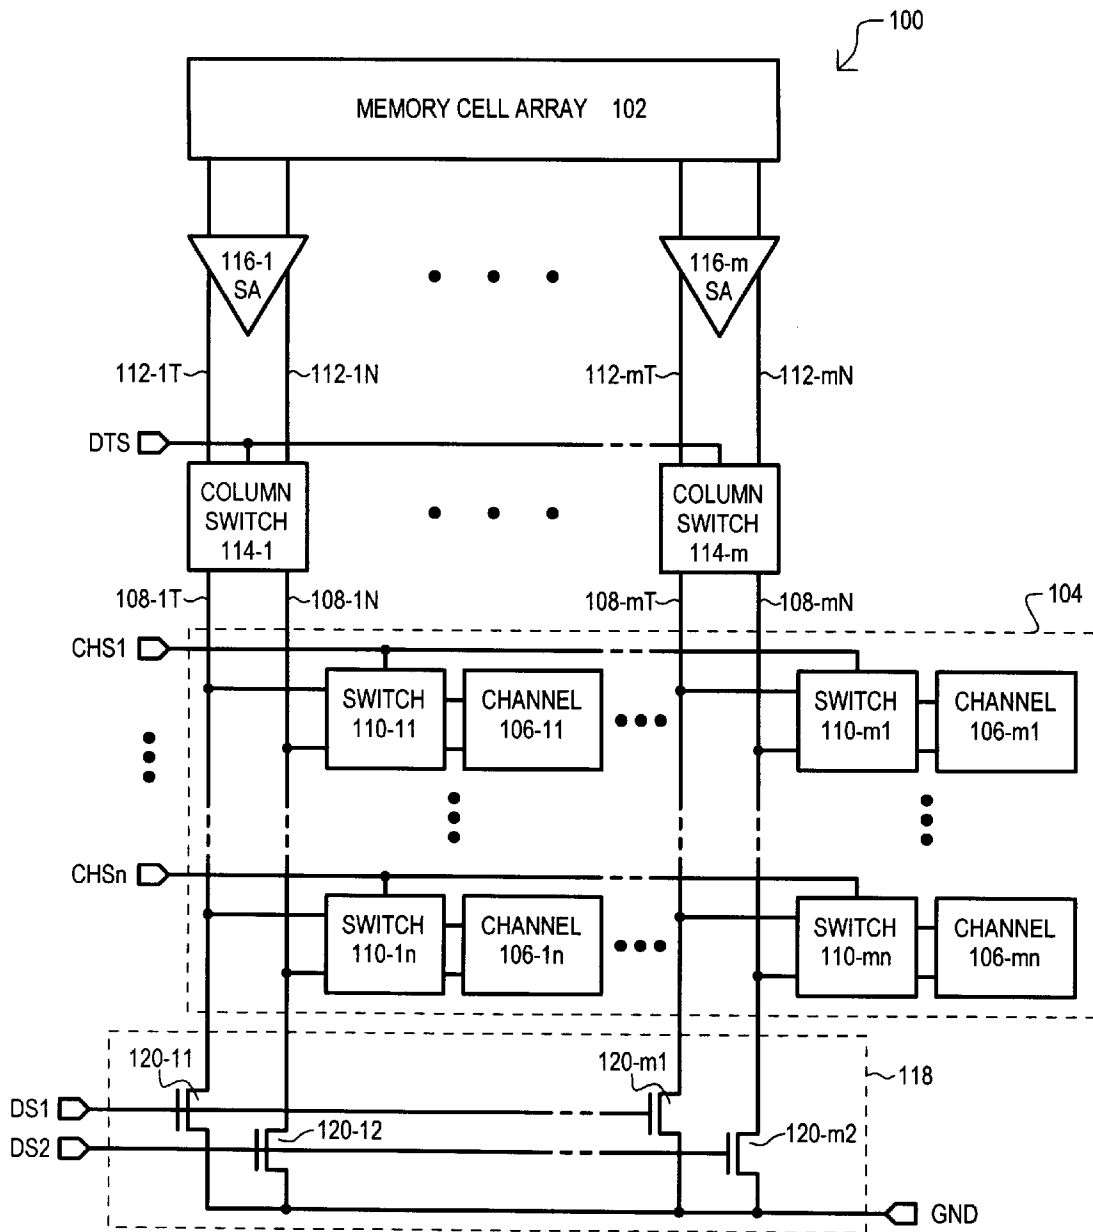 100
MEMORY CELL ARRAY 102
116-1
SA
116-m
SA
112-1T
112-1N
112-mT
112-mN
DTS
COLUMN
SWITCH
114-1
COLUMN
SWITCH
114-m
108-1T
108-1N
108-mT
108-mN
104
CHS1
SWITCH
110-11
CHANNEL
106-11
SWITCH
110-m1
CHANNEL
106-m1
CHSn
SWITCH
110-1n
CHANNEL
106-1n
SWITCH
110-mn
CHANNEL
106-mn
120-11
120-m1
118
DS1
DS2
120-12
120-m2
GND